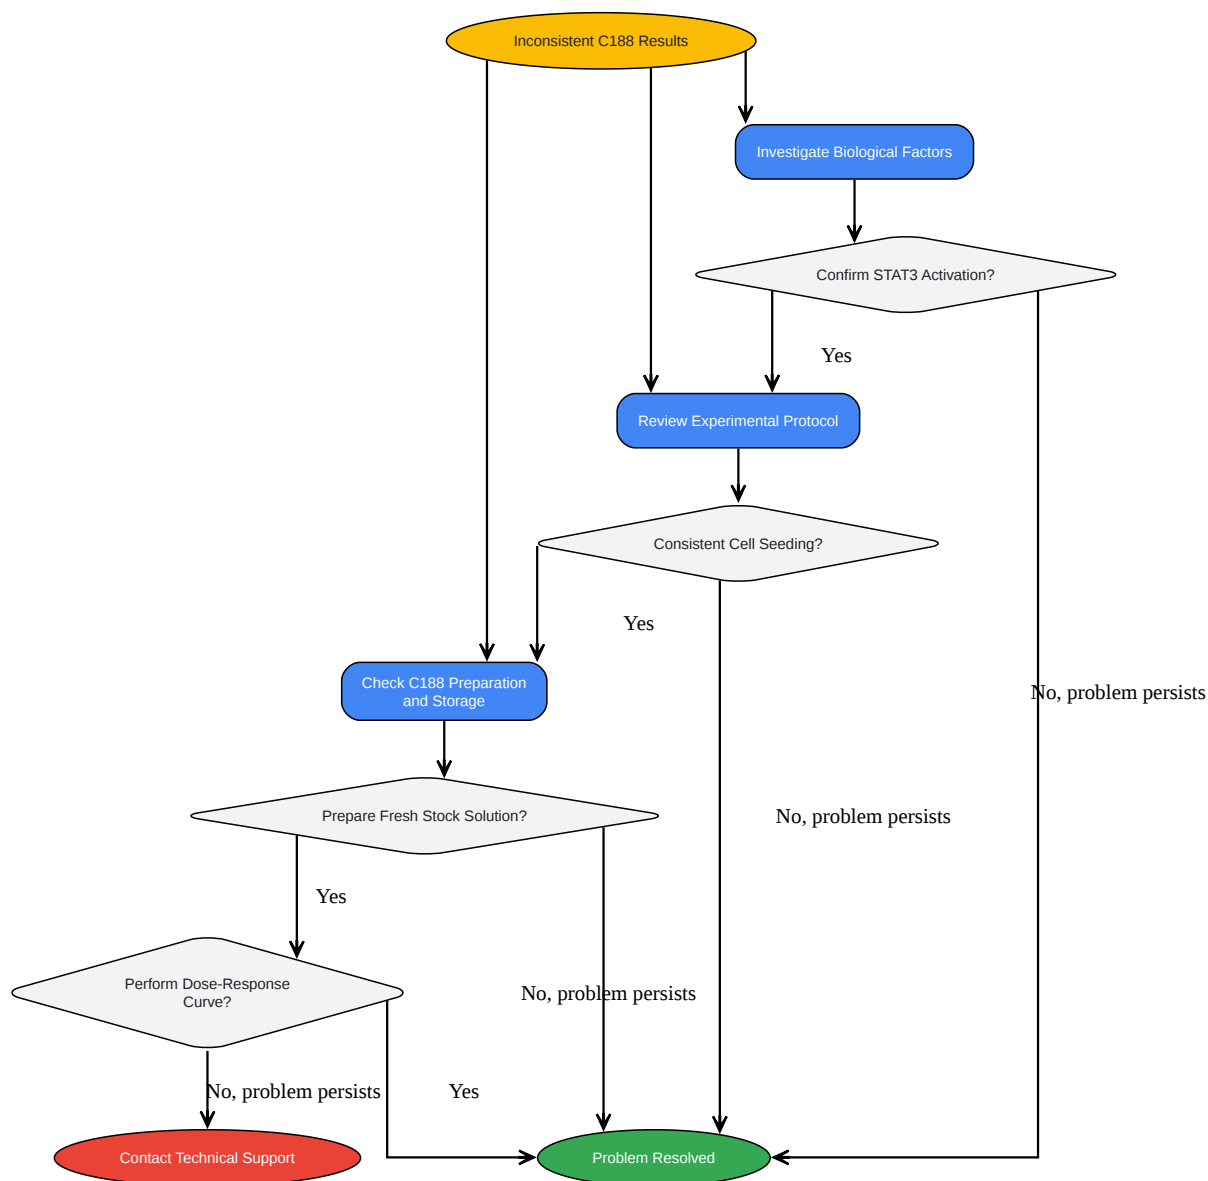 Inconsistent C188 Results
Investigate Biological Factors
Confirm STAT3 Activation?
Yes
Review Experimental Protocol
Consistent Cell Seeding?
Yes
Check C188 Preparation
and Storage
No, problem persists
Prepare Fresh Stock Solution?
No, problem persists
Yes
Perform Dose-Response
Curve?
No, problem persists
No, problem persists
Yes
Contact Technical Support
Problem Resolved